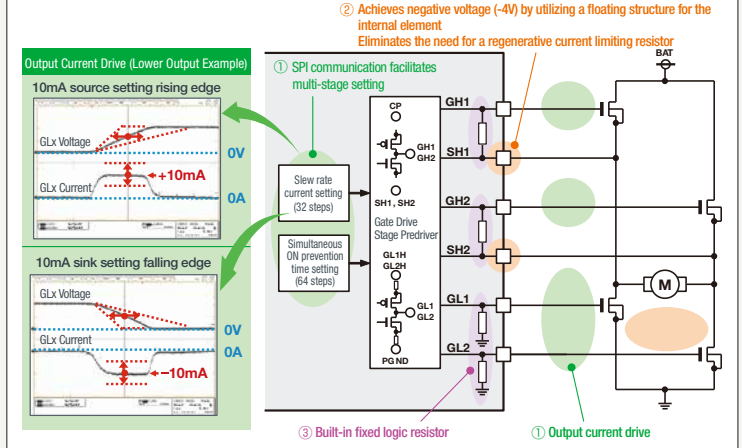 ② Achieves negative voltage (-4V) by utilizing a floating structure for the
internal element
Eliminates the need for a regenerative current limiting resistor
Output Current Drive (Lower Output Example)
10mA source setting rising edge
GLx Voltage
0V
GLx Current
+10mA
0A
10mA sink setting falling edge
GLx Voltage
0V
GLx Current
0A
−10mA
① SPI communication facilitates
multi-stage setting
Slew rate
current setting
(32 steps)
Simultaneous
ON prevention
time setting
(64 steps)
CP
GH1
GH2
SH1, SH2
Gate Drive
Stage Predriver
GL1H
GL2H
GL1
GL2
PGND
GH1
SH1
GH2
SH2
GL1
GL2
BAT
M
③ Built-in fixed logic resistor
① Output current drive